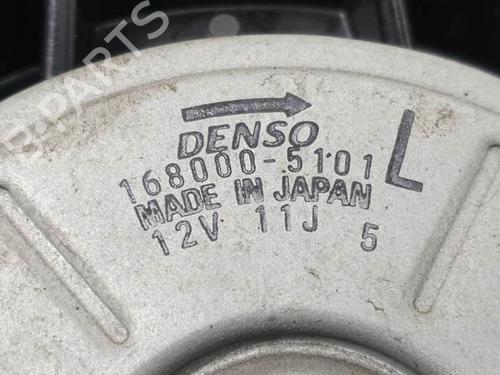 DENSO
168000-5101 L
MADE IN JAPAN
12V 11J 5
PARTS